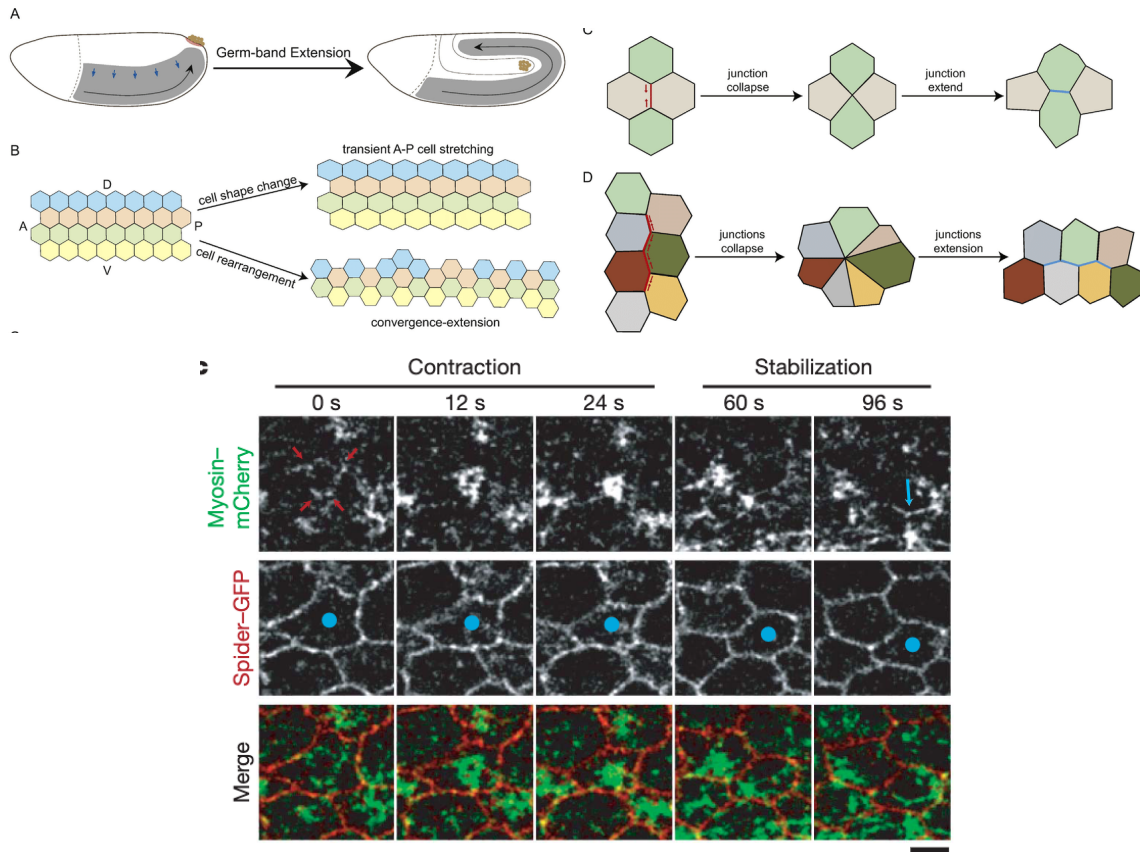 A
Germ-band Extension
B
D
A
P
V
cell shape change
cell rearrangement
transient A-P cell stretching
convergence-extension
C
junction
collapse
junction
extend
D
junctions
collapse
junctions
extension
c
Contraction
Stabilization
0 s
12 s
24 s
60 s
96 s
Myosin–
mCherry
Spider–GFP
Merge